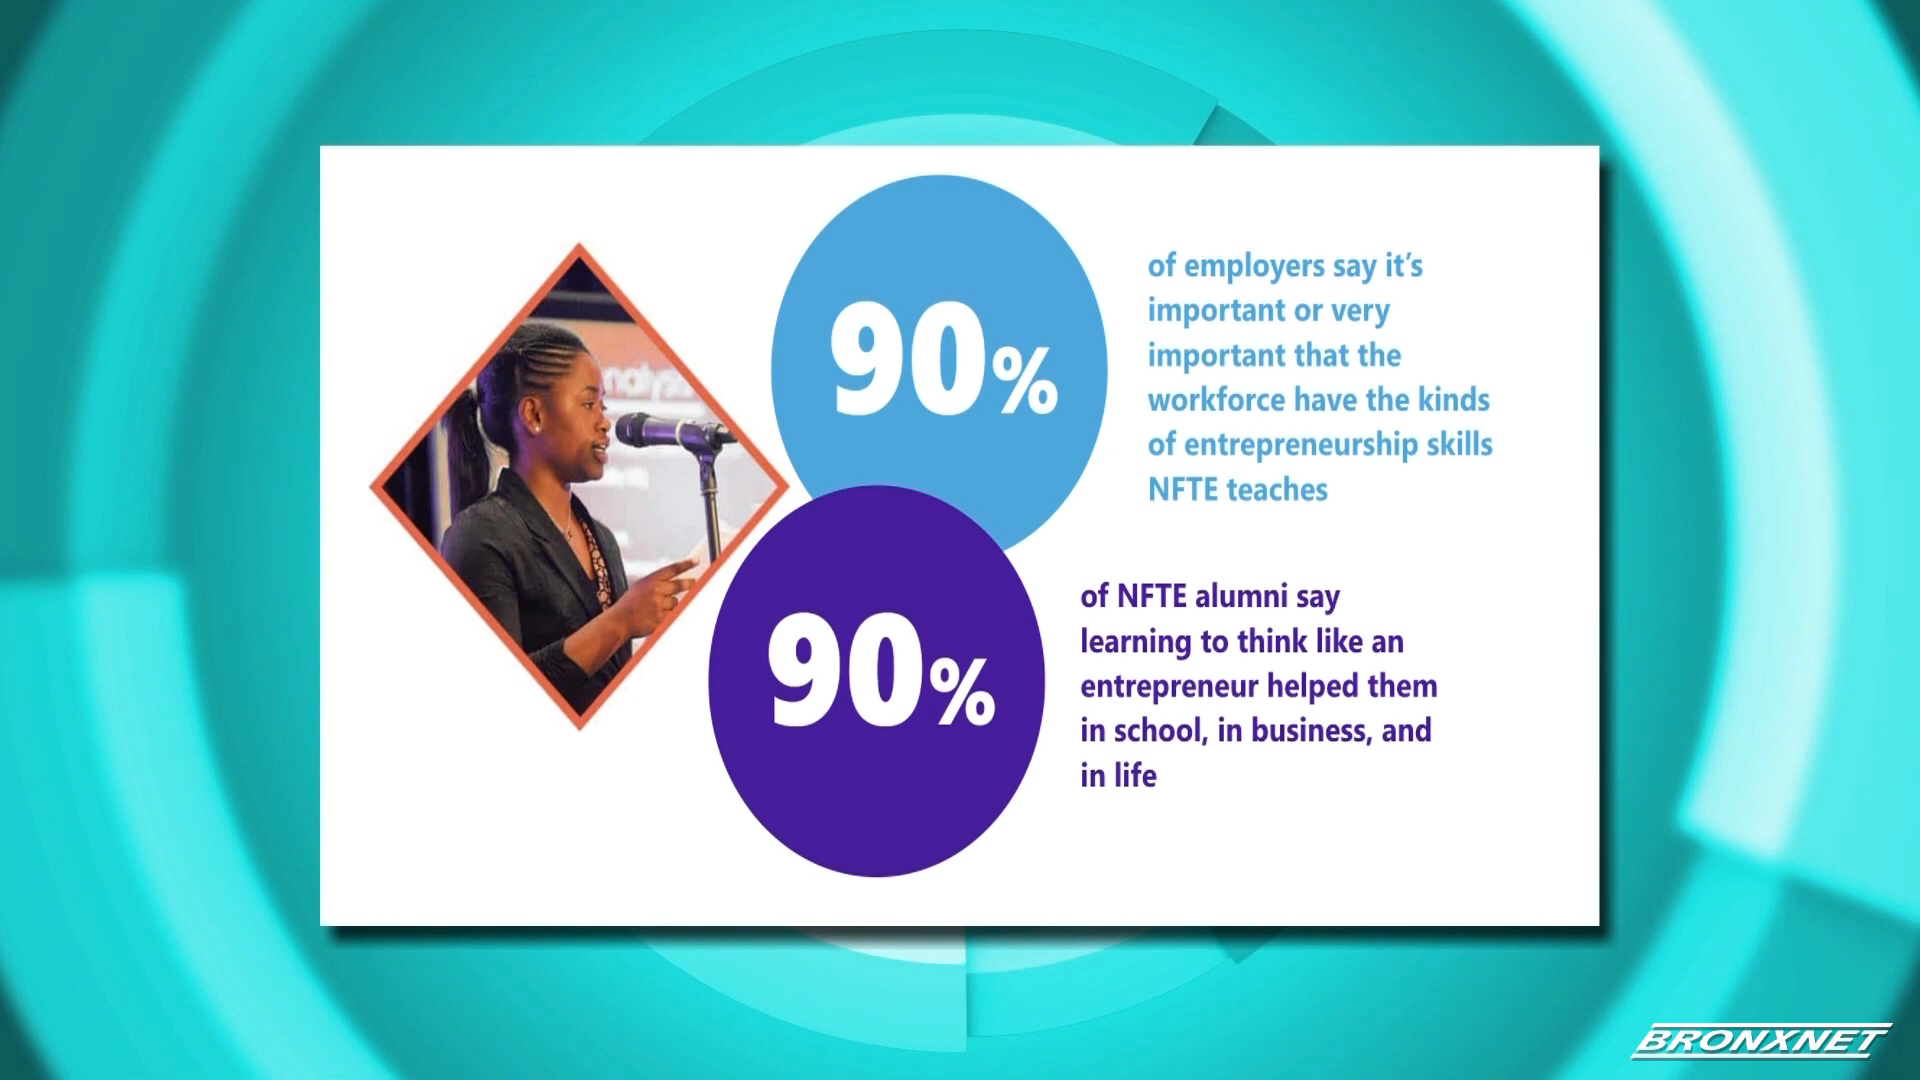 90%
of employers say it’s
important or very
important that the
workforce have the kinds
of entrepreneurship skills
NFTE teaches
90%
of NFTE alumni say
learning to think like an
entrepreneur helped them
in school, in business, and
in life
BRONXNET